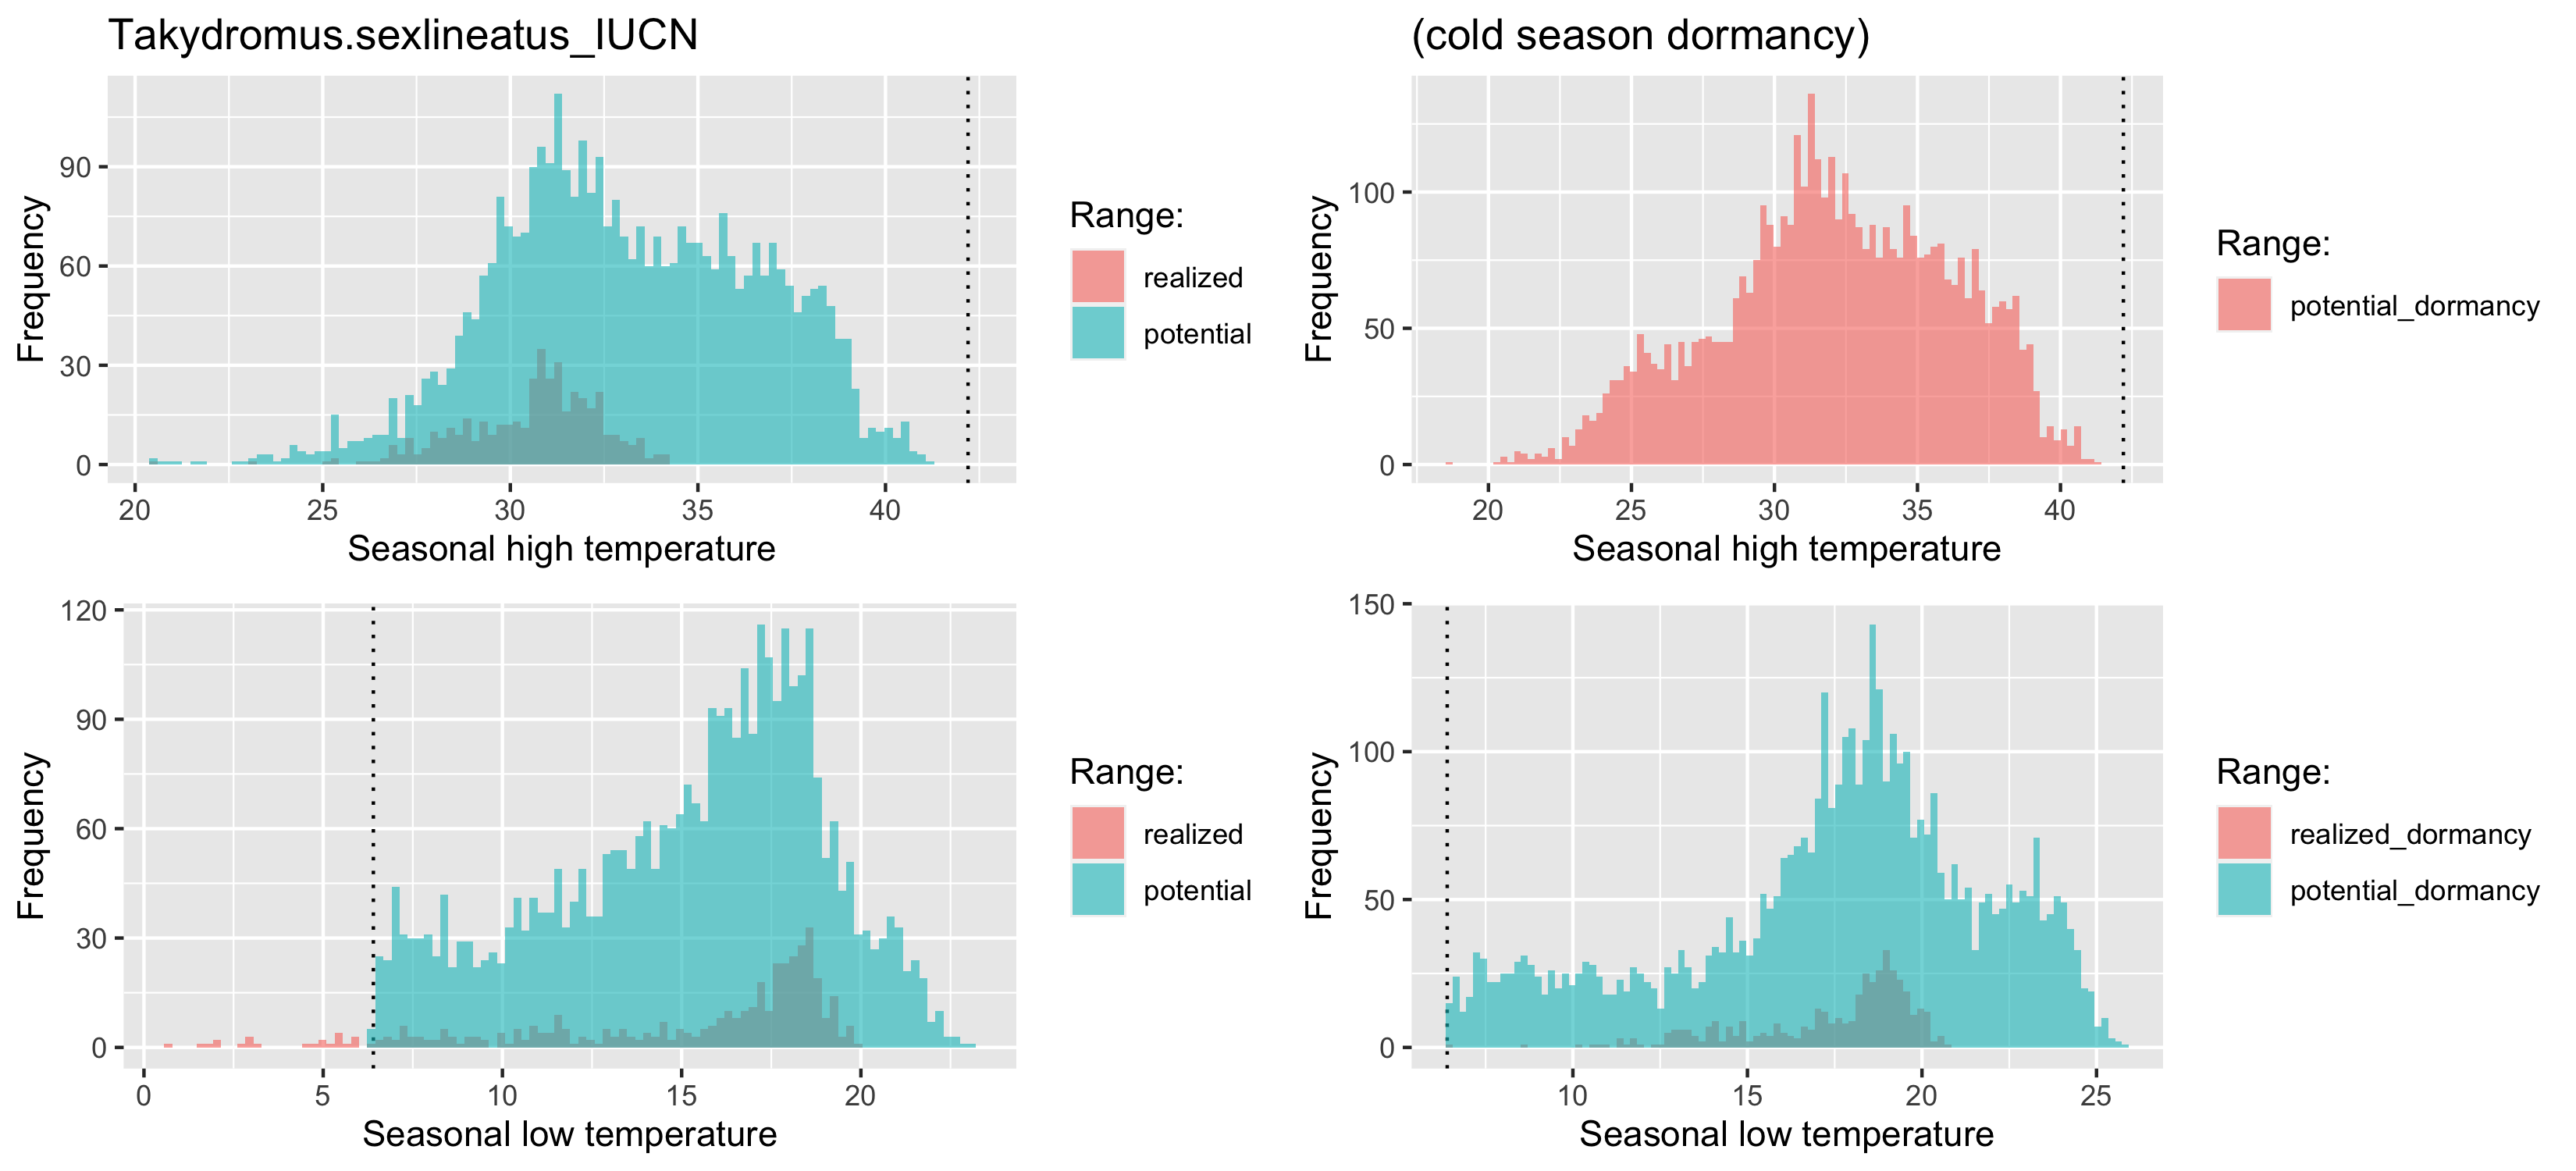 Takydromus.sexlineatus_IUCN
Frequency
90
60
30
0
20 25 30 35 40
Seasonal high temperature
Range:
realized
potential
(cold season dormancy)
Frequency
100
50
0
20 25 30 35 40
Seasonal high temperature
Range:
potential_dormancy
Frequency
120
90
60
30
0
0 5 10 15 20
Seasonal low temperature
Range:
realized
potential
Frequency
150
100
50
0
10 15 20 25
Seasonal low temperature
Range:
realized_dormancy
potential_dormancy